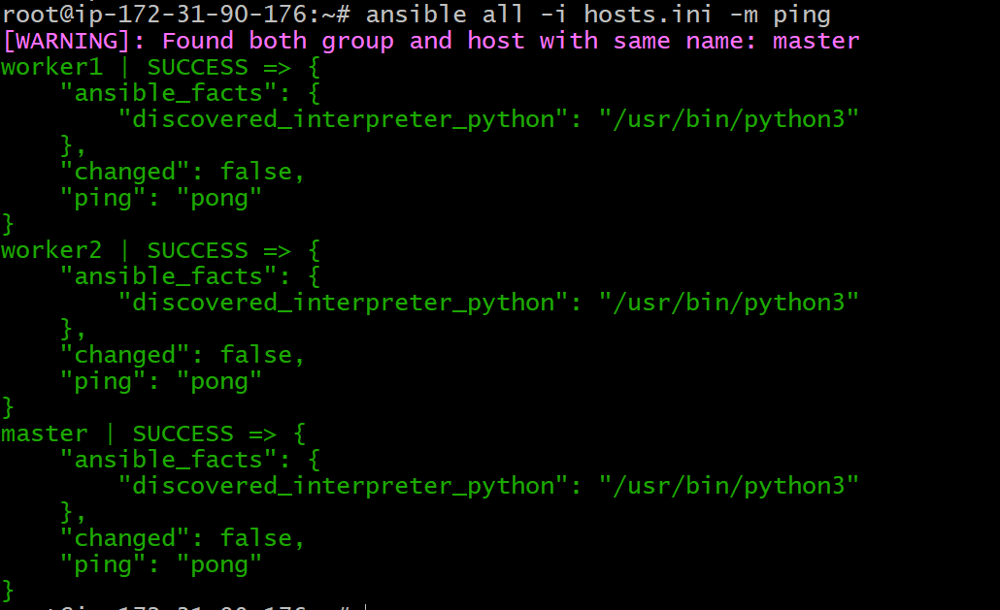 root@ip-172-31-90-176:~# ansible all -i hosts.ini -m ping
[WARNING]: Found both group and host with same name: master
worker1 | SUCCESS => {
    "ansible_facts": {
        "discovered_interpreter_python": "/usr/bin/python3"
    },
    "changed": false,
    "ping": "pong"
}
worker2 | SUCCESS => {
    "ansible_facts": {
        "discovered_interpreter_python": "/usr/bin/python3"
    },
    "changed": false,
    "ping": "pong"
}
master | SUCCESS => {
    "ansible_facts": {
        "discovered_interpreter_python": "/usr/bin/python3"
    },
    "changed": false,
    "ping": "pong"
}